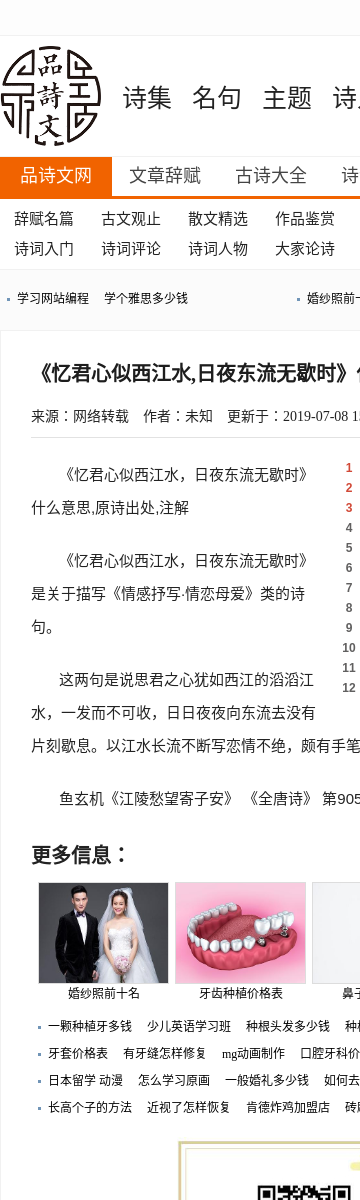 品
詩
文
诗集 名句 主题
品诗文网 文章辞赋 古诗大全 诗
辞赋名篇 古文观止 散文精选 作品鉴赏
诗词入门 诗词评论 诗词人物 大家论诗
学习网站编程 学个雅思多少钱 婚纱照前十
《忆君心似西江水,日夜东流无歇时》
来源：网络转载 作者：未知 更新于：2019-07-08 15
《忆君心似西江水，日夜东流无歇时》
什么意思,原诗出处,注解
《忆君心似西江水，日夜东流无歇时》
是关于描写《情感抒写·情恋母爱》类的诗
句。
这两句是说思君之心犹如西江的滔滔江
水，一发而不可收，日日夜夜向东流去没有
片刻歇息。以江水长流不断写恋情不绝，颇有手笔
鱼玄机《江陵愁望寄子安》 《全唐诗》 第905
1
2
3
4
5
6
7
8
9
10
11
12
更多信息：
婚纱照前十名 牙齿种植价格表 鼻子
一颗种植牙多钱 少儿英语学习班 种根头发多少钱 种
牙套价格表 有牙缝怎样修复 mg动画制作 口腔牙科价
日本留学 动漫 怎么学习原画 一般婚礼多少钱 如何去
长高个子的方法 近视了怎样恢复 肯德炸鸡加盟店 砖